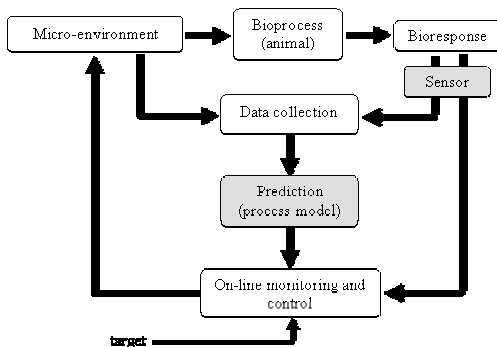 Micro-environment
Bioprocess
(animal)
Bioresponse
Sensor
Data collection
Prediction
(process model)
On-line monitoring and
control
target